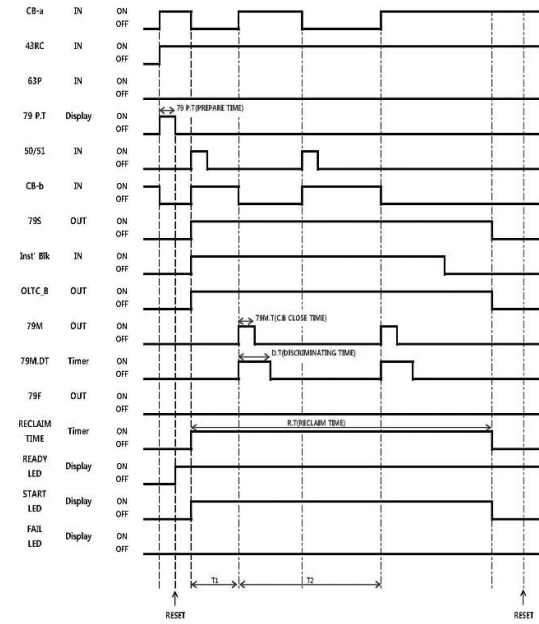 CB-a IN ON
OFF
43RC IN ON
OFF
63P IN ON
OFF
79 P.T(PREPARE TIME)
79 P.T Display ON
OFF
50/51 IN ON
OFF
CB-b IN ON
OFF
79S OUT ON
OFF
Inst' Blk IN ON
OFF
OLTC_B OUT ON
OFF
79M.T(C.B CLOSE TIME)
79M OUT ON
OFF
D.T(DISCRIMINATING TIME)
79M.DT Timer ON
OFF
79F OUT ON
OFF
R.T(RECLAIM TIME)
RECLAIM TIME Timer ON
OFF
READY LED Display ON
OFF
START LED Display ON
OFF
FAIL LED Display ON
OFF
T1 T2
RESET RESET